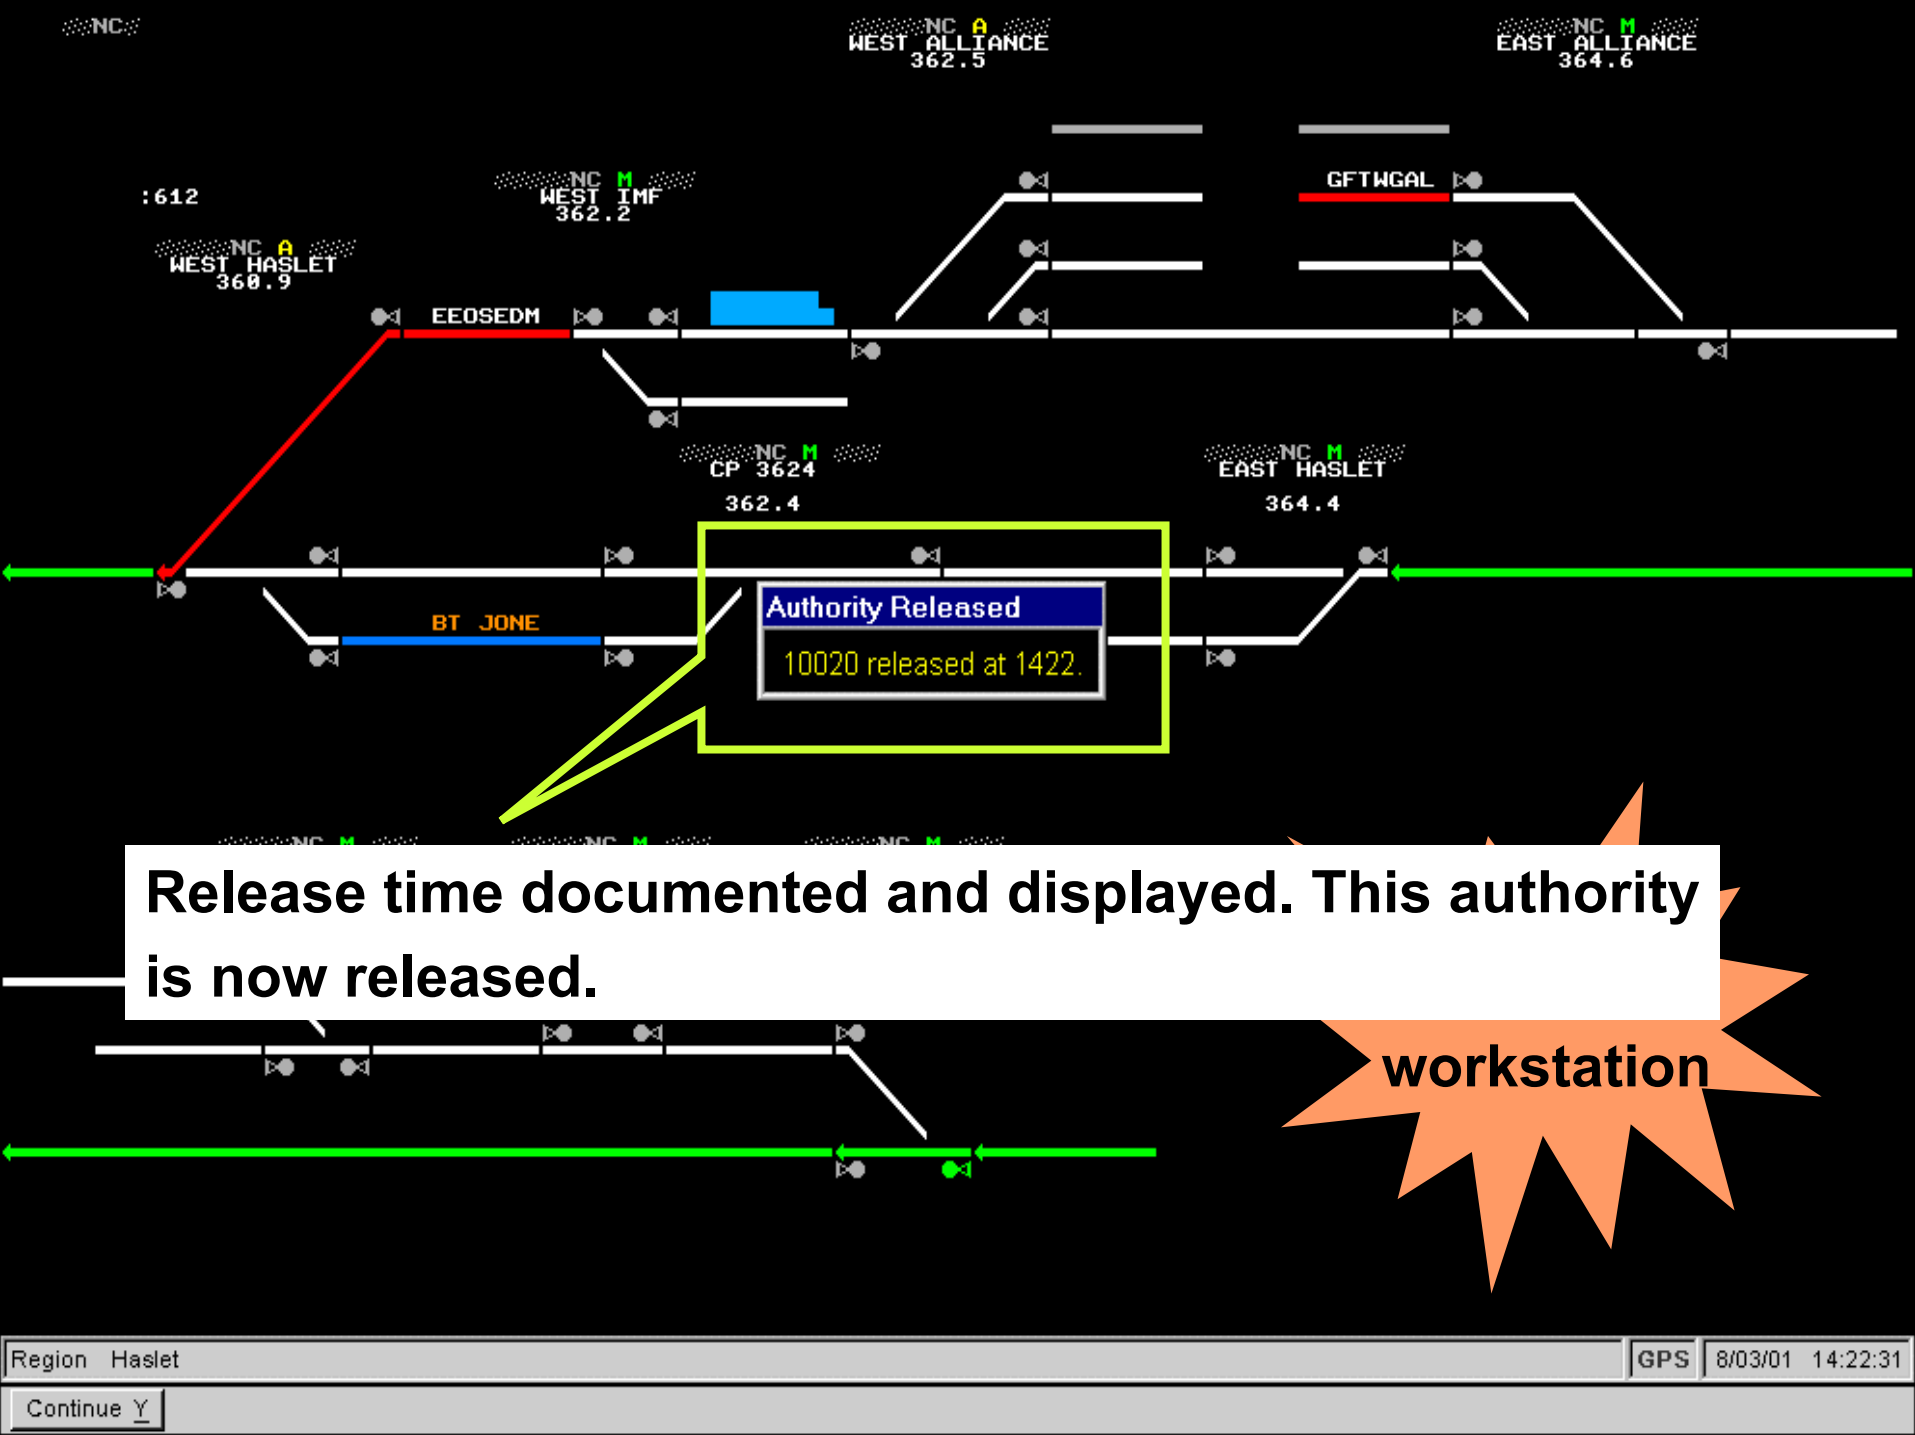 NC
NC A
WEST ALLIANCE
362.5
NC M
EAST ALLIANCE
364.6
:612
NC M
WEST IMF
362.2
GFTWGAL
NC A
WEST HASLET
360.9
EEOSEDM
NC M
CP 3624
362.4
NC M
EAST HASLET
364.4
BT JONE
Authority Released
10020 released at 1422.
NC M
NC M
NC M
Release time documented and displayed. This authority
is now released.
workstation
Region Haslet
GPS
8/03/01 14:22:31
Continue Y